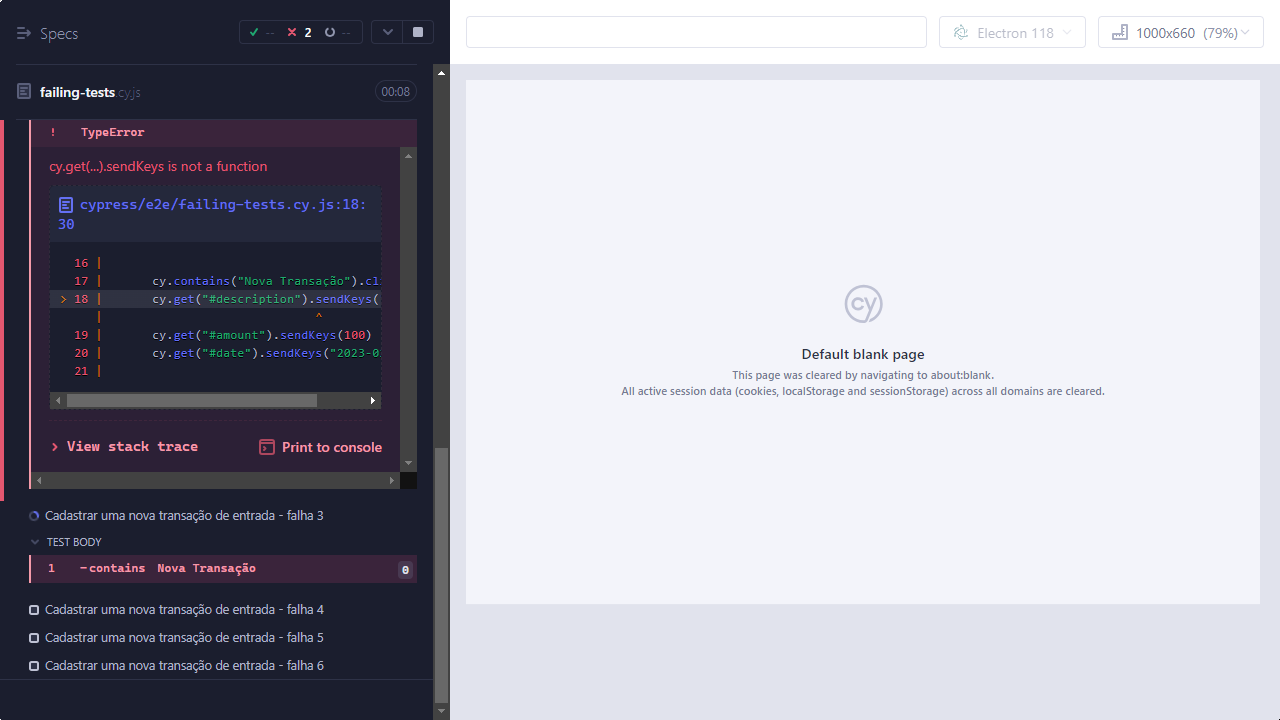 Specs
--
2
--
Electron 118
1000x660 (79%)
failing-tests.cy.js
00:08
! TypeError
cy.get(...).sendKeys is not a function
cypress/e2e/failing-tests.cy.js:18:
30
16 |
17 | cy.contains("Nova Transação").cli
> 18 | cy.get("#description").sendKeys(
| ^
19 | cy.get("#amount").sendKeys(100)
20 | cy.get("#date").sendKeys("2023-0
21 |
View stack trace
Print to console
Cadastrar uma nova transação de entrada - falha 3
TEST BODY
1 -contains Nova Transação 0
Cadastrar uma nova transação de entrada - falha 4
Cadastrar uma nova transação de entrada - falha 5
Cadastrar uma nova transação de entrada - falha 6
cy
Default blank page
This page was cleared by navigating to about:blank.
All active session data (cookies, localStorage and sessionStorage) across all domains are cleared.